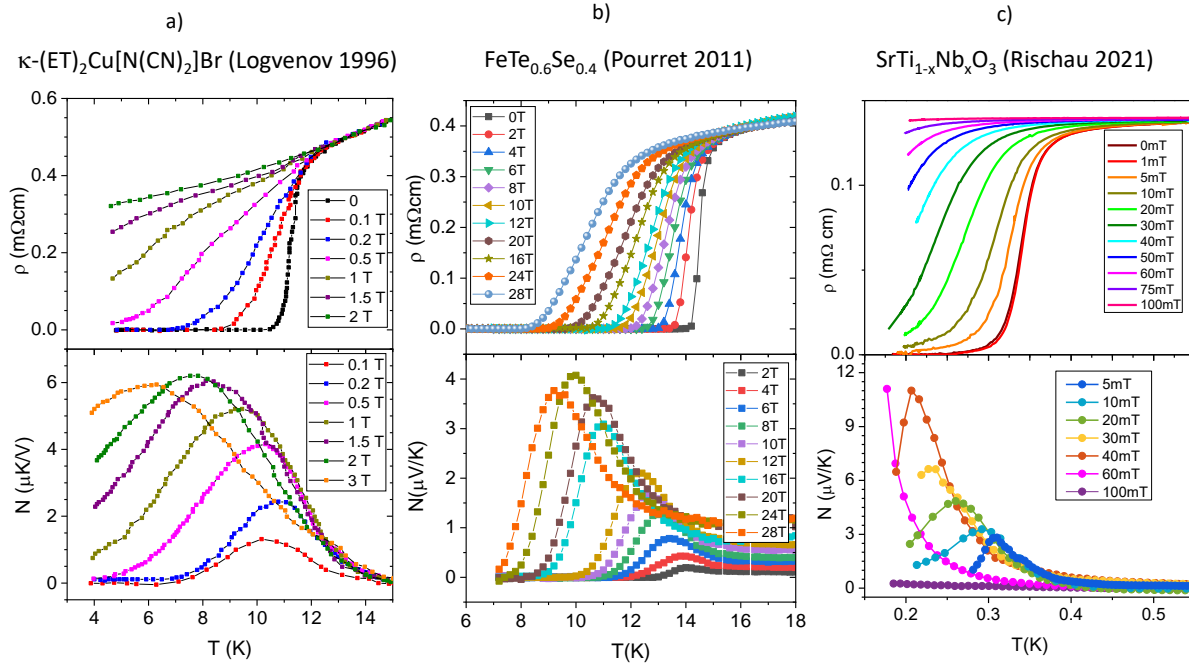 a)
κ-(ET)2Cu[N(CN)2]Br (Logvenov 1996)
0.6
0.4
0.2
0.0
ρ (mΩcm)
0
0.1 T
0.2 T
0.5 T
1 T
1.5 T
2 T
7
6
5
4
3
2
1
0
N (μK/V)
0.1 T
0.2 T
0.5 T
1 T
1.5 T
2 T
3 T
4
6
8
10
12
14
T (K)
b)
FeTe0.6Se0.4 (Pourret 2011)
0.4
0.3
0.2
0.1
0.0
ρ (mΩcm)
0T
2T
4T
6T
8T
10T
12T
20T
16T
24T
28T
4
3
2
1
0
N(μV/K)
2T
4T
6T
8T
10T
12T
16T
20T
24T
28T
6
8
10
12
14
16
18
T(K)
c)
SrTi1-xNbxO3 (Rischau 2021)
0.1
0.0
ρ (mΩ cm)
0mT
1mT
5mT
10mT
20mT
30mT
40mT
50mT
60mT
75mT
100mT
12
9
6
3
0
N (μV/K)
5mT
10mT
20mT
30mT
40mT
60mT
100mT
0.2
0.3
0.4
0.5
T(K)